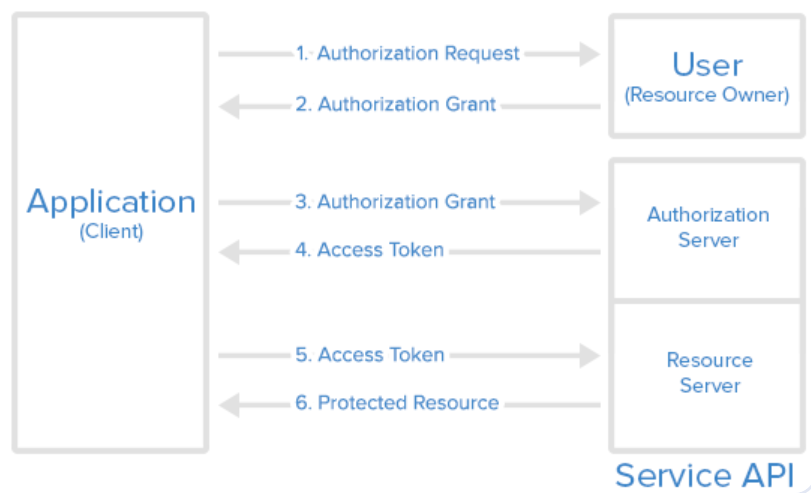 1. Authorization Request
User
(Resource Owner)
2. Authorization Grant
Application
(Client)
3. Authorization Grant
Authorization
Server
4. Access Token
5. Access Token
Resource
Server
6. Protected Resource
Service API